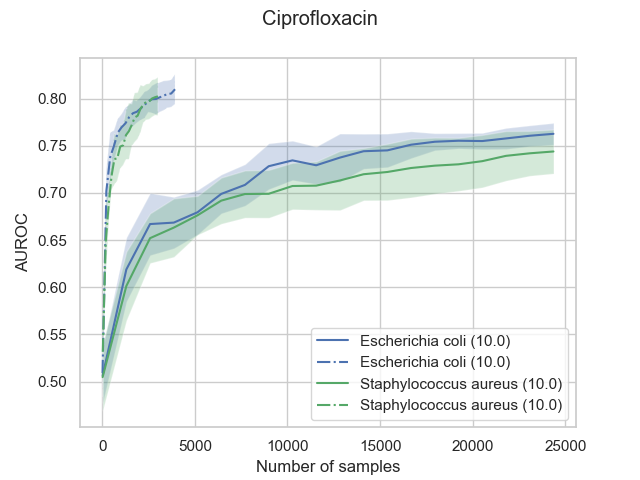 Ciprofloxacin
AUROC
0.80
0.75
0.70
0.65
0.60
0.55
0.50
Escherichia coli (10.0)
Escherichia coli (10.0)
Staphylococcus aureus (10.0)
Staphylococcus aureus (10.0)
0 5000 10000 15000 20000 25000
Number of samples